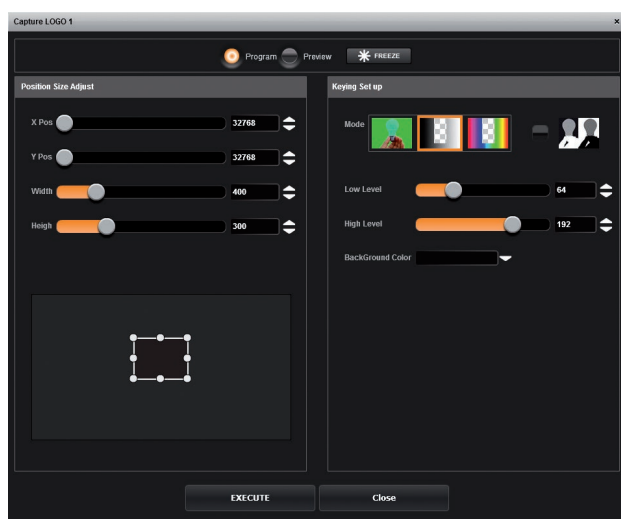 Capture LOGO 1 ×
Program Preview FREEZE
Position Size Adjust
X Pos 32768
Y Pos 32768
Width 400
Heigh 300
Keying Set up
Mode
Low Level 64
High Level 192
BackGround Color
EXECUTE Close